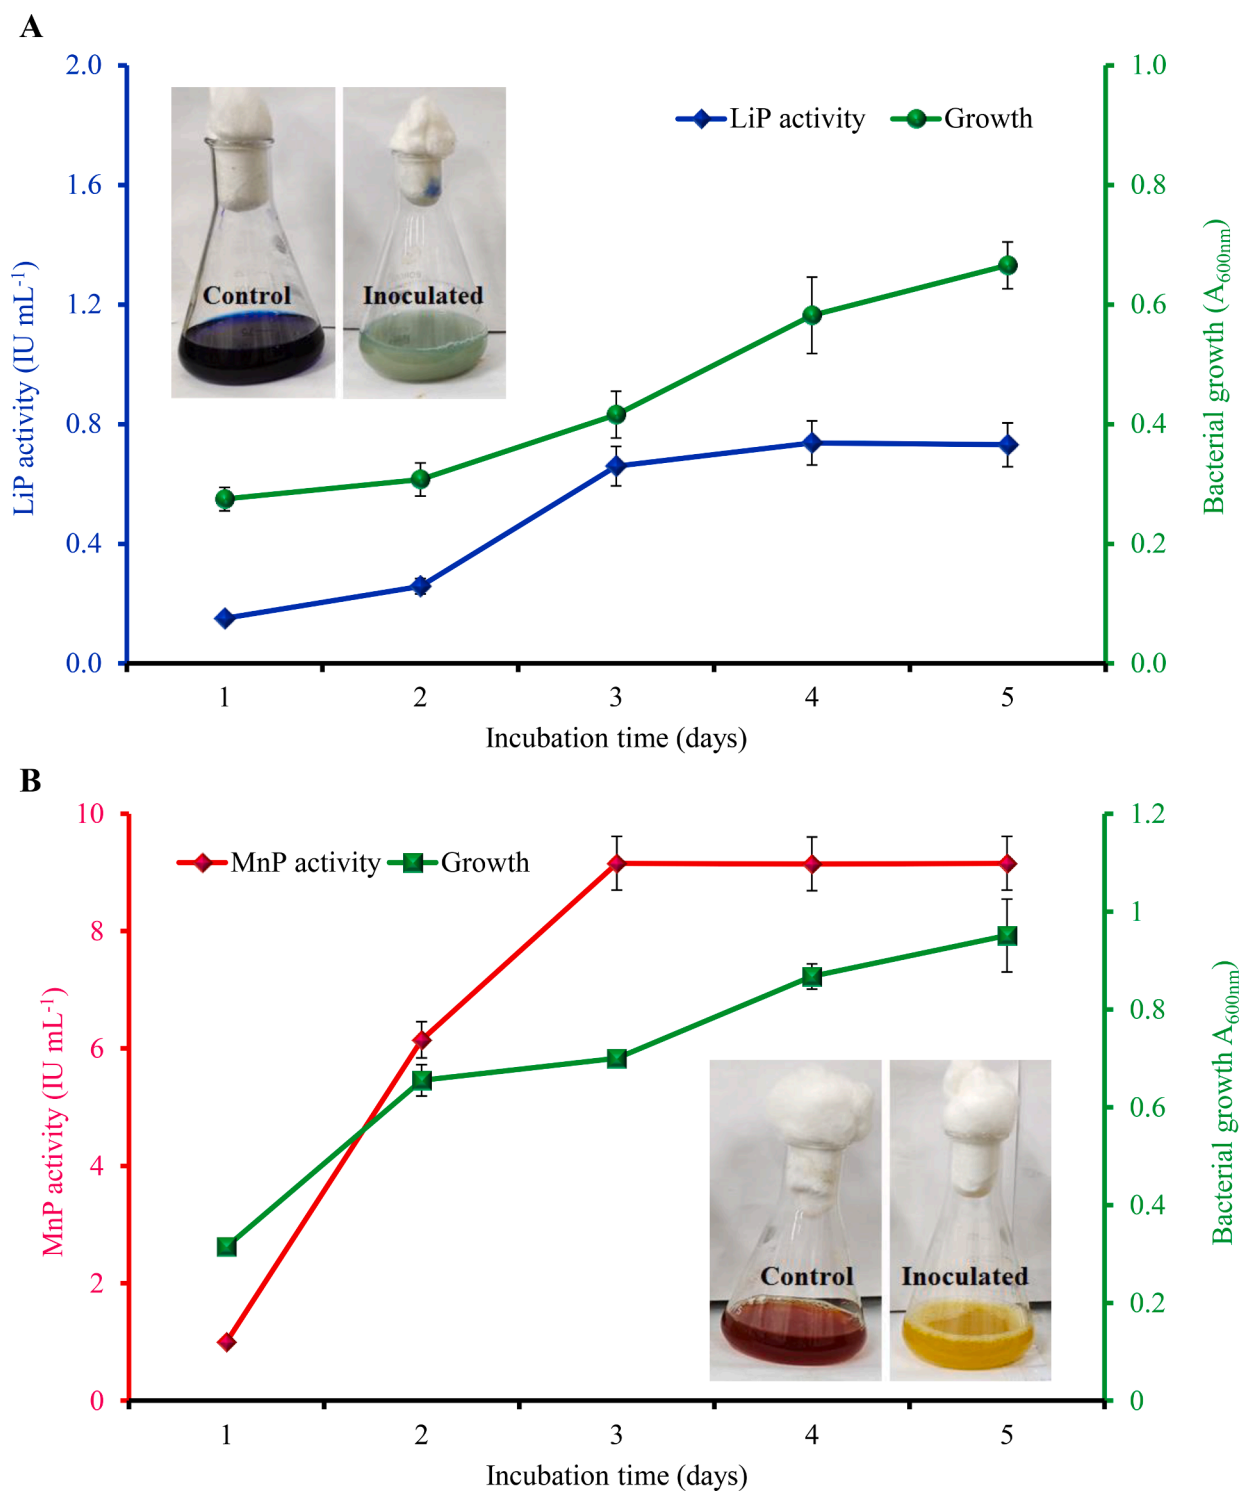 A
2.0
1.6
1.2
0.8
0.4
0.0
LiP activity (IU mL-1)
LiP activity
Growth
Control
Inoculated
1.0
0.8
0.6
0.4
0.2
0.0
Bacterial growth (A600nm)
1 2 3 4 5
Incubation time (days)
B
10
8
6
4
2
0
MnP activity (IU mL-1)
MnP activity
Growth
Control
Inoculated
1.2
1
0.8
0.6
0.4
0.2
0
Bacterial growth A600nm)
1 2 3 4 5
Incubation time (days)